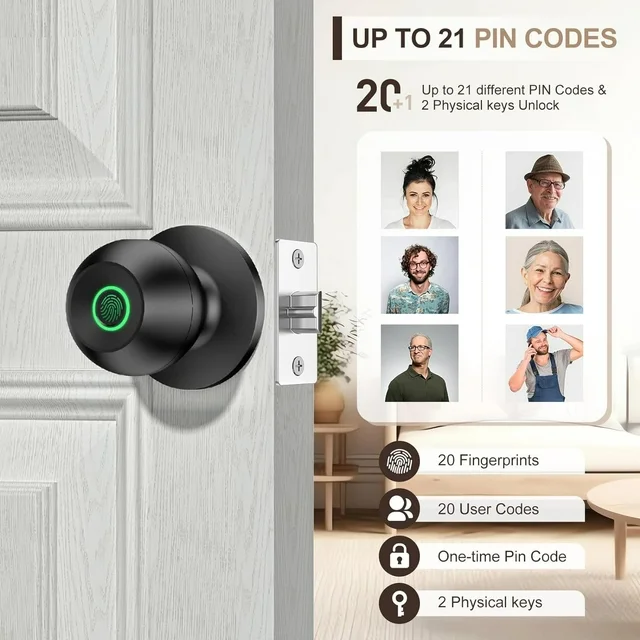 UP TO 21 PIN CODES
20+1
Up to 21 different PIN Codes &
2 Physical keys Unlock
20 Fingerprints
20 User Codes
One-time Pin Code
2 Physical keys